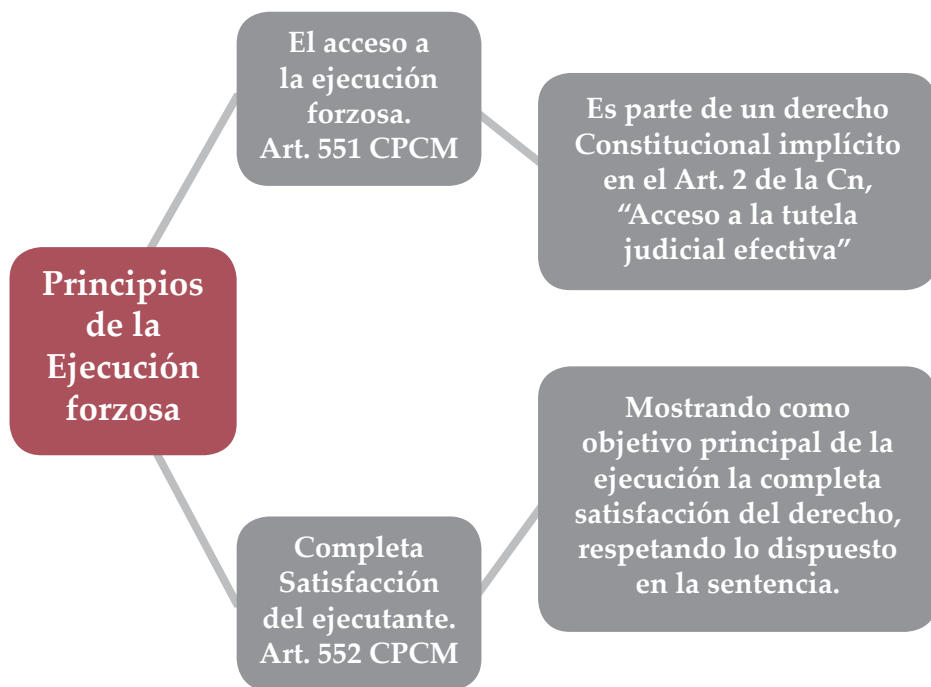 Principios
de la
Ejecución
forzosa
El acceso a
la ejecución
forzosa.
Art. 551 CPCM
Es parte de un derecho
Constitucional implícito
en el Art. 2 de la Cn,
“Acceso a la tutela
judicial efectiva”
Completa
Satisfacción
del ejecutante.
Art. 552 CPCM
Mostrando como
objetivo principal de la
ejecución la completa
satisfacción del derecho,
respetando lo dispuesto
en la sentencia.